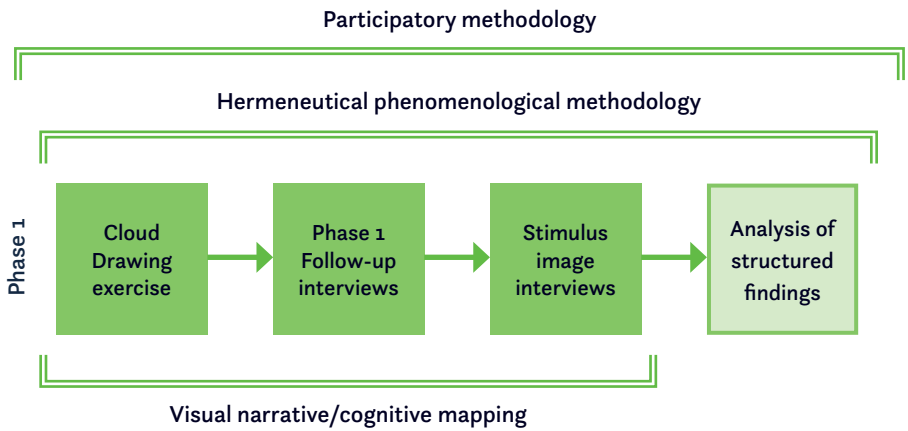 Participatory methodology
Hermeneutical phenomenological methodology
Phase 1
Cloud
Drawing
exercise
Phase 1
Follow-up
interviews
Stimulus
image
interviews
Analysis of
structured
findings
Visual narrative/cognitive mapping